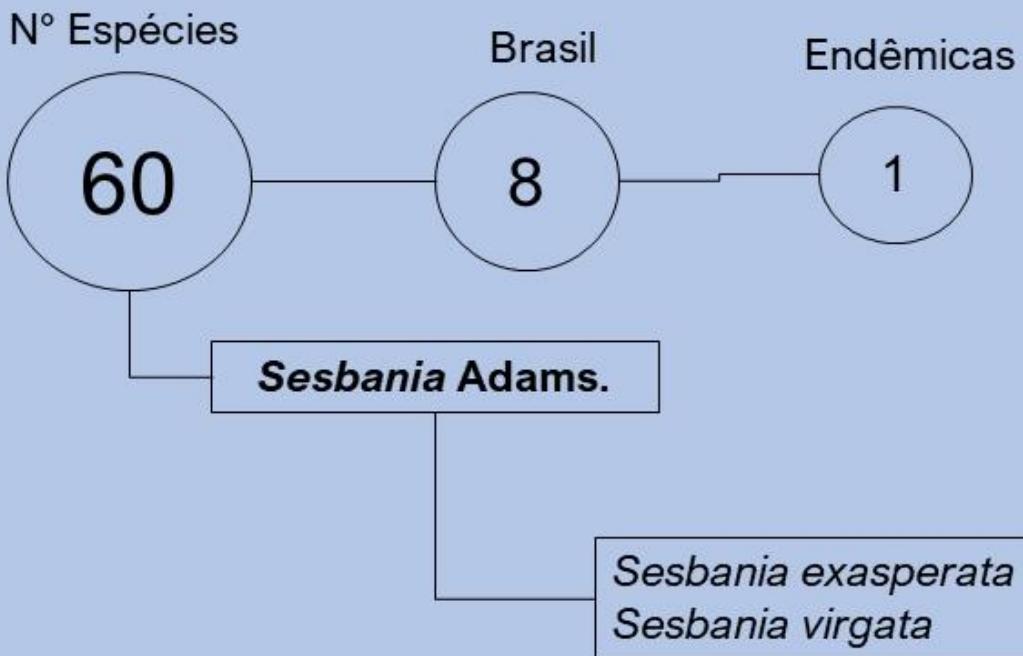 N° Espécies
Brasil
Endêmicas
60
8
1
Sesbania Adams.
Sesbania exasperata
Sesbania virgata